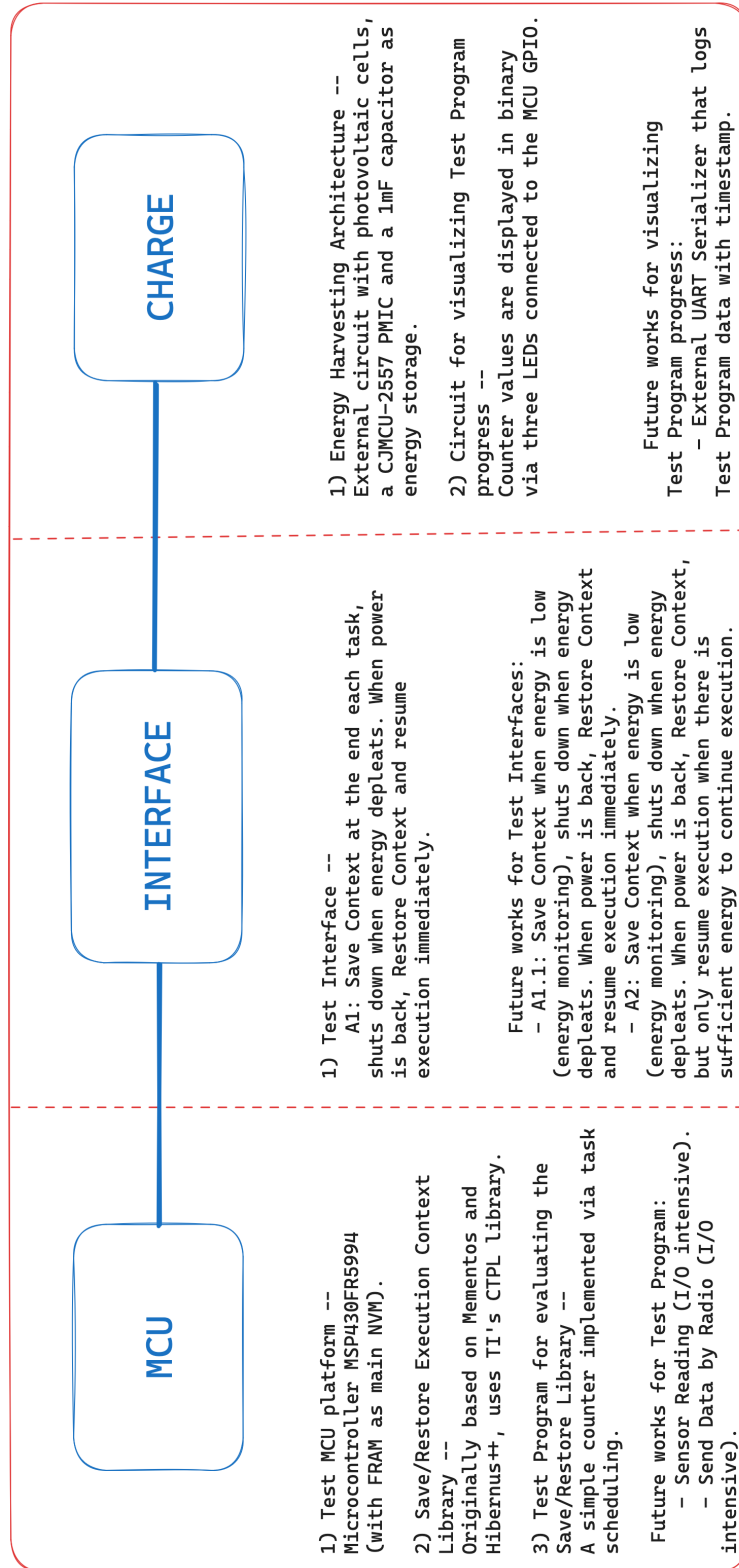 MCU
1) Test MCU platform --
Microcontroller MSP430FR5994
(with FRAM as main NVM).
2) Save/Restore Execution Context
Library --
Originally based on Mementos and
Hibernus++, uses TI's CTPL library.
3) Test Program for evaluating the
Save/Restore Library --
A simple counter implemented via task
scheduling.
Future works for Test Program:
- Sensor Reading (I/O intensive).
- Send Data by Radio (I/O
intensive).
INTERFACE
1) Test Interface --
A1: Save Context at the end each task,
shuts down when energy depleats. When power
is back, Restore Context and resume
execution immediately.
Future works for Test Interfaces:
- A1.1: Save Context when energy is low
(energy monitoring), shuts down when energy
depleats. When power is back, Restore Context
and resume execution immediately.
- A2: Save Context when energy is low
(energy monitoring), shuts down when energy
depleats. When power is back, Restore Context,
but only resume execution when there is
sufficient energy to continue execution.
CHARGE
1) Energy Harvesting Architecture --
External circuit with photovoltaic cells,
a CJMCU-2557 PMIC and a 1mF capacitor as
energy storage.
2) Circuit for visualizing Test Program
progress --
Counter values are displayed in binary
via three LEDs connected to the MCU GPIO.
Future works for visualizing
Test Program progress:
- External UART Serializer that logs
Test Program data with timestamp.